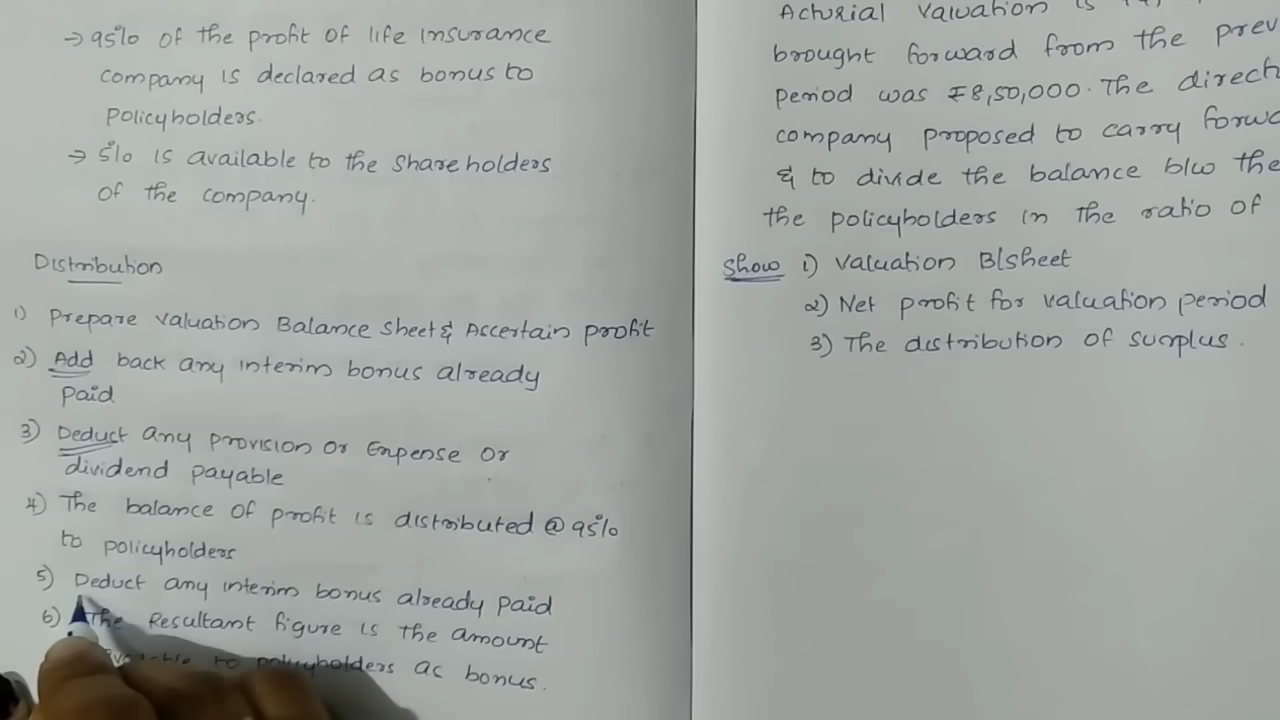 → 95% of the profit of life insurance
company is declared as bonus to
policyholders.
→ 5% is available to the shareholders
of the company.
Distribution
1) Prepare Valuation Balance Sheet & Ascertain profit
2) Add back any interim bonus already
paid
3) Deduct any provision or Expense or
dividend payable
4) The balance of profit is distributed @ 95%
to policyholders
5) Deduct any interim bonus already paid
6) The Resultant figure is the amount
to policyholders as bonus.
Acturial Valuation is
brought forward from the prev
period was ₹8,50,000. The direct
company proposed to carry forwa
& to divide the balance b/w the
the policyholders in the ratio of
Show 1) Valuation B/Sheet
2) Net profit for valuation period
3) The distribution of surplus.